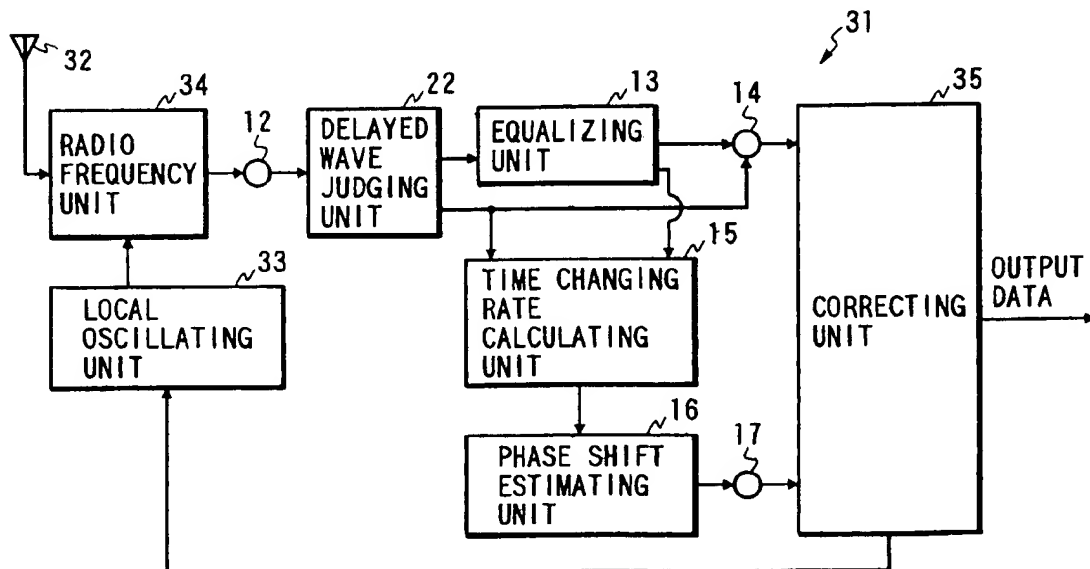 31
32
34
RADIO
FREQUENCY
UNIT
12
22
DELAYED
WAVE
JUDGING
UNIT
13
EQUALIZING
UNIT
14
35
CORRECTING
UNIT
OUTPUT
DATA
33
LOCAL
OSCILLATING
UNIT
15
TIME CHANGING
RATE
CALCULATING
UNIT
16
PHASE SHIFT
ESTIMATING
UNIT
17